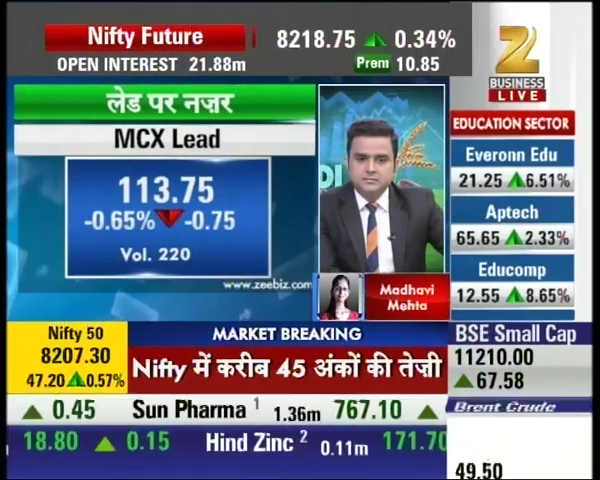 Nifty Future
8218.75 0.34%
OPEN INTEREST 21.88m
Prem 10.85
Z
BUSINESS
LIVE
लेड पर नज़र
MCX Lead
113.75
-0.65% -0.75
Vol. 220
www.zeebiz.com
Madhavi
Mehta
EDUCATION SECTOR
Everonn Edu
21.25 6.51%
Aptech
65.65 2.33%
Educomp
12.55 8.65%
Nifty 50
8207.30
47.20 0.57%
MARKET BREAKING
Nifty में करीब 45 अंकों की तेज़ी
BSE Small Cap
11210.00
67.58
Brent Crude
49.50
0.45 Sun Pharma 1 1.36m 767.10
18.80 0.15 Hind Zinc 2 0.11m 171.70